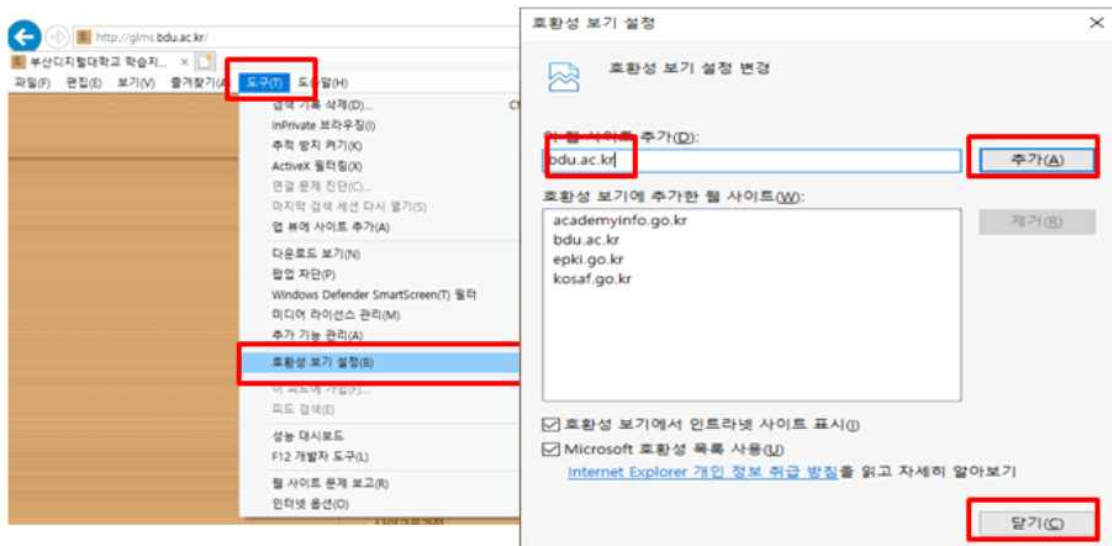 http://glms.bdu.ac.kr/
부산디지털대학교 학습지...
파일(F) 편집(E) 보기(V) 즐겨찾기(A 도구(T) 도움말(H)
검색 기록 삭제(D)...
InPrivate 브라우징(I)
추적 방지 켜기(K)
ActiveX 필터링(X)
연결 문제 진단(C)...
마지막 검색 세션 다시 열기(S)
앱 뷰에 사이트 추가(A)
다운로드 보기(N)
팝업 차단(P)
Windows Defender SmartScreen(T) 필터
미디어 라이선스 관리(M)
추가 기능 관리(A)
호환성 보기 설정(B)
이 피드에 가입(F)...
피드 검색(E)
성능 대시보드
F12 개발자 도구(L)
웹 사이트 문제 보고(R)
인터넷 옵션(O)
호환성 보기 설정
호환성 보기 설정 변경
이 웹 사이트 추가(D):
bdu.ac.kr
추가(A)
호환성 보기에 추가한 웹 사이트(W):
academyinfo.go.kr
bdu.ac.kr
epki.go.kr
kosaf.go.kr
제거(R)
호환성 보기에서 인트라넷 사이트 표시(I)
Microsoft 호환성 목록 사용(U)
Internet Explorer 개인 정보 취급 방침을 읽고 자세히 알아보기
닫기(C)